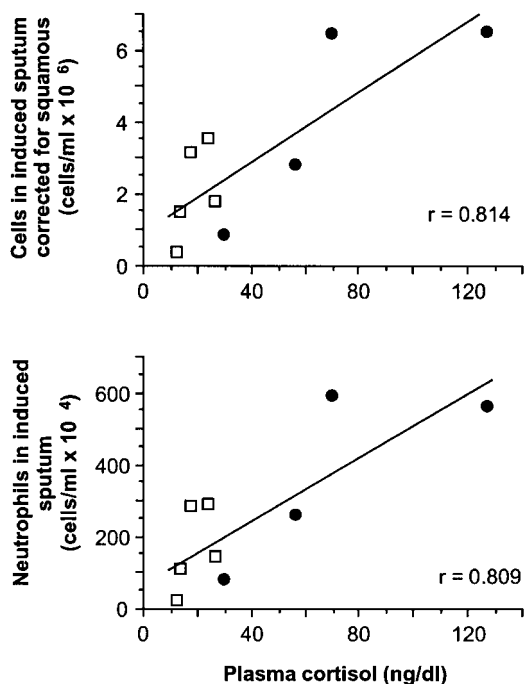 Cells in induced sputum
corrected for squamous
(cells/ml x 10 6)
6
4
2
0
0
40
80
120
r = 0.814
Neutrophils in induced
sputum
(cells/ml x 10 4)
600
400
200
0
0
40
80
120
r = 0.809
Plasma cortisol (ng/dl)